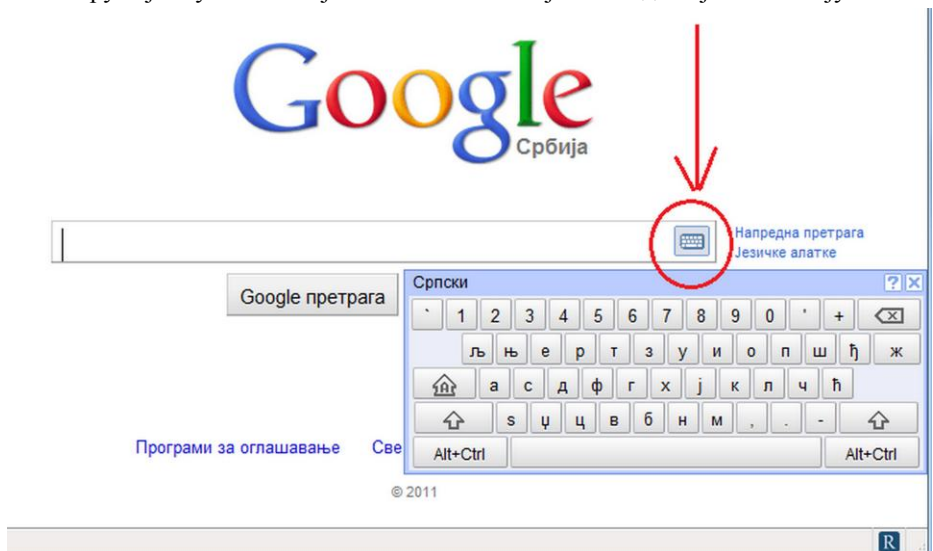 Google
Србија
Напредна претрага
Језичке алатке
Google претрага
Српски ? X
` 1 2 3 4 5 6 7 8 9 0 ' +
љ њ е р т з у и о п ш ђ ж
а с д ф г х ј к л ч ћ
ѕ џ ц в б н м , . -
Alt+Ctrl Alt+Ctrl
Програми за оглашавање Све
© 2011
R